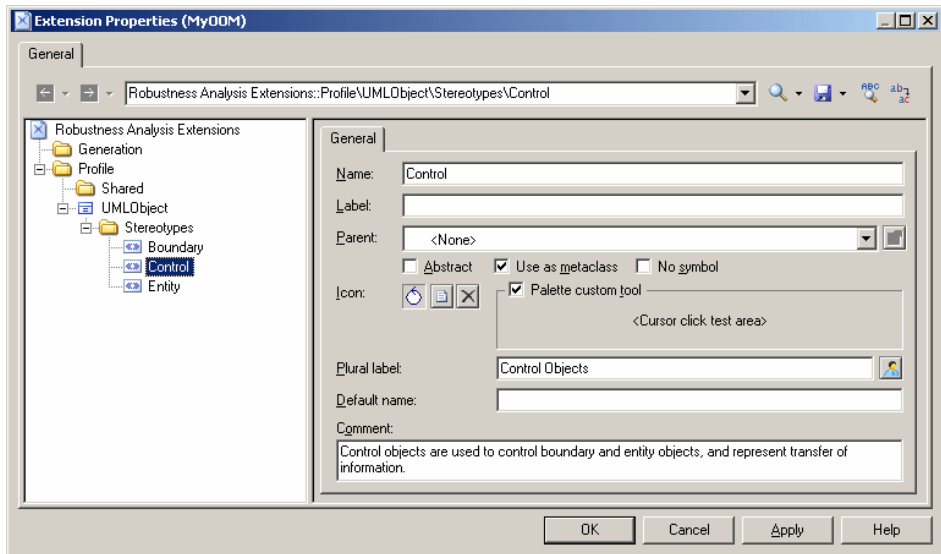 Extension Properties (MyOOM)
General
Robustness Analysis Extensions::Profile\UMLObject\Stereotypes\Control
ABC
ab
ac
Robustness Analysis Extensions
Generation
Profile
Shared
UMLObject
Stereotypes
Boundary
Control
Entity
General
Name: Control
Label:
Parent: <None>
Abstract Use as metaclass No symbol
Icon: Palette custom tool
<Cursor click test area>
Plural label: Control Objects
Default name:
Comment:
Control objects are used to control boundary and entity objects, and represent transfer of
information.
OK Cancel Apply Help